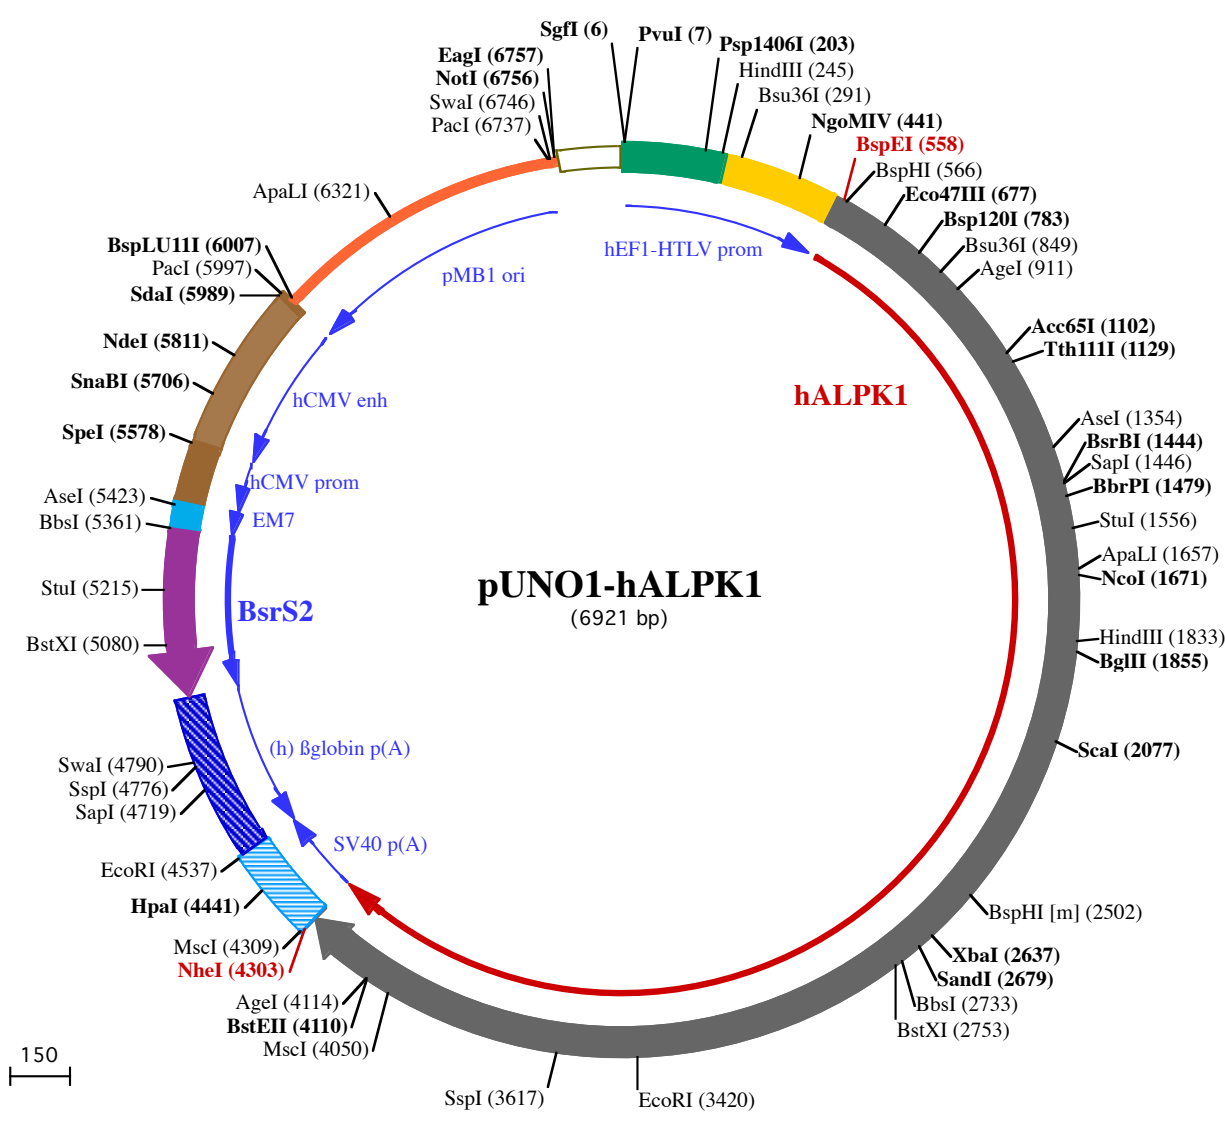 SgfI (6)
PvuI (7)
Psp1406I (203)
HindIII (245)
Bsu36I (291)
NgoMIV (441)
BspEI (558)
BspHI (566)
Eco47III (677)
Bsp120I (783)
Bsu36I (849)
AgeI (911)
Acc65I (1102)
Tth111I (1129)
AseI (1354)
BsrBI (1444)
SapI (1446)
BbrPI (1479)
StuI (1556)
ApaLI (1657)
NcoI (1671)
HindIII (1833)
BglII (1855)
ScaI (2077)
BspHI [m] (2502)
XbaI (2637)
SandI (2679)
BbsI (2733)
BstXI (2753)
EcoRI (3420)
SspI (3617)
MscI (4050)
BstEII (4110)
AgeI (4114)
NheI (4303)
MscI (4309)
HpaI (4441)
EcoRI (4537)
SapI (4719)
SspI (4776)
SwaI (4790)
BstXI (5080)
StuI (5215)
BbsI (5361)
AseI (5423)
SpeI (5578)
SnaBI (5706)
NdeI (5811)
SdaI (5989)
PacI (5997)
BspLU11I (6007)
ApaLI (6321)
PacI (6737)
SwaI (6746)
NotI (6756)
EagI (6757)
hEF1-HTLV prom
pMB1 ori
hCMV enh
hCMV prom
EM7
BsrS2
(h) ßglobin p(A)
SV40 p(A)
hALPK1
pUNO1-hALPK1
(6921 bp)
150